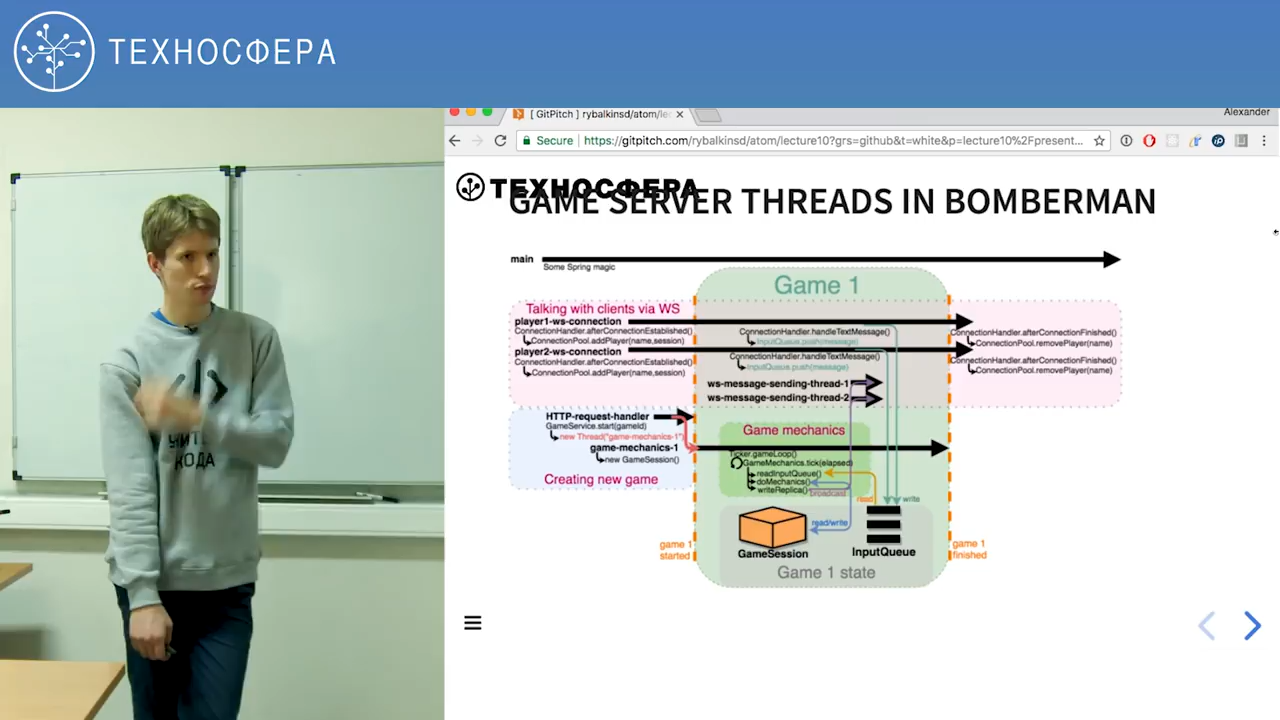 ТЕХНОСФЕРА
[ GitPitch ] rybalkinsd/atom/lec
Alexander
Secure
https://gitpitch.com/rybalkinsd/atom/lecture10?grs=github&t=white&p=lecture10%2Fpresent...
ТЕХНОСФЕРА
GAME SERVER THREADS IN BOMBERMAN
main
Some Spring magic
Game 1
Talking with clients via WS
player1-ws-connection
ConnectionHandler.afterConnectionEstablished()
ConnectionPool.addPlayer(name,session)
ConnectionHandler.handleTextMessage()
InputQueue.push(message)
ConnectionHandler.afterConnectionFinished()
ConnectionPool.removePlayer(name)
player2-ws-connection
ConnectionHandler.afterConnectionEstablished()
ConnectionPool.addPlayer(name,session)
ConnectionHandler.handleTextMessage()
InputQueue.push(message)
ConnectionHandler.afterConnectionFinished()
ConnectionPool.removePlayer(name)
ws-message-sending-thread-1
ws-message-sending-thread-2
HTTP-request-handler
GameService.start(gameId)
new Thread("game-mechanics-1")
game-mechanics-1
new GameSession()
Creating new game
Game mechanics
Ticker.gameLoop()
GameMechanics.tick(elapsed)
readInputQueue()
doMechanics()
writeReplica()
broadcast
read
write
read/write
GameSession
InputQueue
Game 1 state
game 1
started
game 1
finished
КОДА